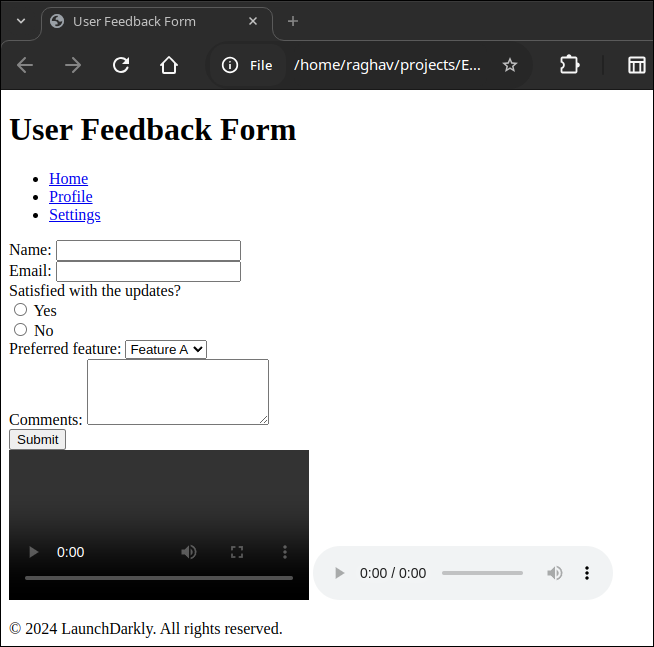 User Feedback Form
File /home/raghav/projects/E...
User Feedback Form
Home
Profile
Settings
Name:
Email:
Satisfied with the updates?
Yes
No
Preferred feature: Feature A
Comments:
Submit
0:00
0:00 / 0:00
© 2024 LaunchDarkly. All rights reserved.